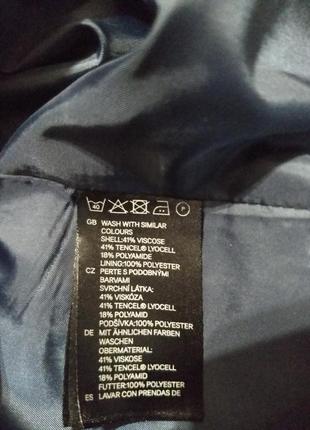 40 P
GB WASH WITH SIMILAR
COLOURS
SHELL:41% VISCOSE
41% TENCEL® LYOCELL
18% POLYAMIDE
LINING:100% POLYESTER
CZ PERTE S PODOBNÝMI
BARVAMI
SVRCHNÍ LÁTKA:
41% VISKÓZA
41% TENCEL® LYOCELL
18% POLYAMID
PODŠÍVKA:100% POLYESTER
DE MIT ÄHNLICHEN FARBEN
WASCHEN
OBERMATERIAL:
41% VISKOSE
41% TENCEL® LYOCELL
18% POLYAMID
FUTTER:100% POLYESTER
ES LAVAR CON PRENDAS DE